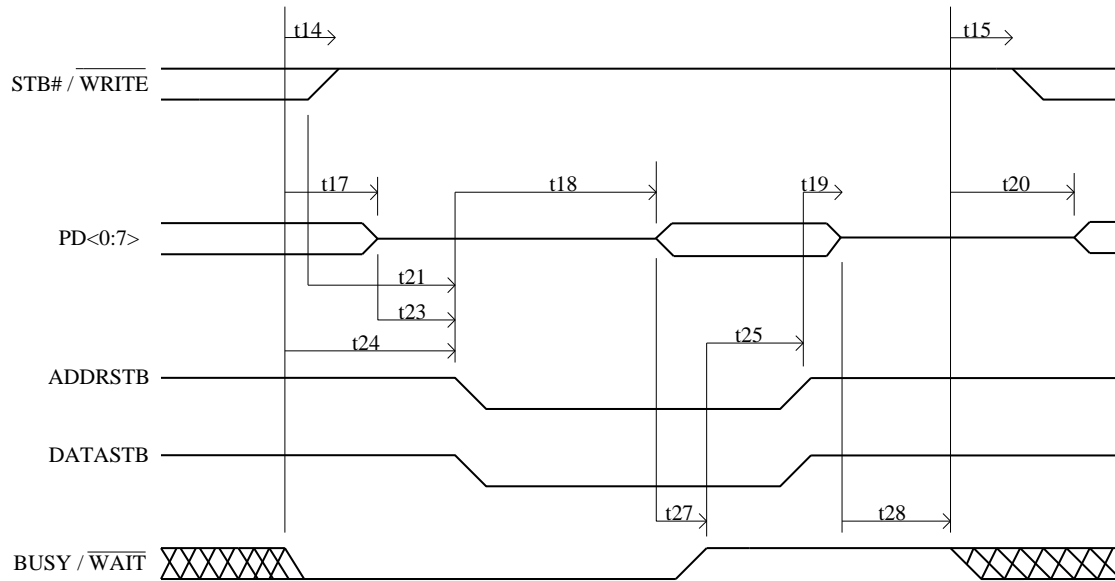 t14 t15
STB# / WRITE
t17 t18 t19 t20
PD<0:7>
t21
t23
t24 t25
ADDRSTB
DATASTB
t27 t28
BUSY / WAIT